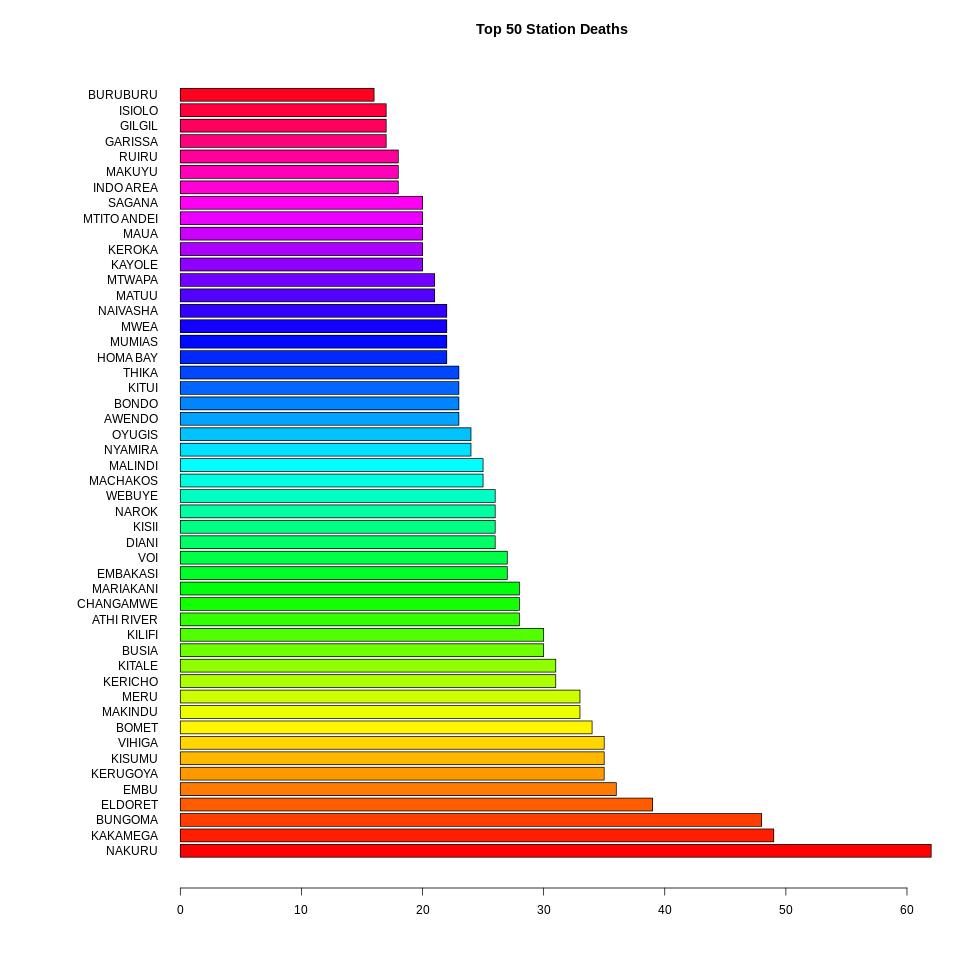 Top 50 Station Deaths
BURUBURU
ISIOLO
GILGIL
GARISSA
RUIRU
MAKUYU
INDO AREA
SAGANA
MTITO ANDEI
MAUA
KEROKA
KAYOLE
MTWAPA
MATUU
NAIVASHA
MWEA
MUMIAS
HOMA BAY
THIKA
KITUI
BONDO
AWENDO
OYUGIS
NYAMIRA
MALINDI
MACHAKOS
WEBUYE
NAROK
KISII
DIANI
VOI
EMBAKASI
MARIAKANI
CHANGAMWE
ATHI RIVER
KILIFI
BUSIA
KITALE
KERICHO
MERU
MAKINDU
BOMET
VIHIGA
KISUMU
KERUGOYA
EMBU
ELDORET
BUNGOMA
KAKAMEGA
NAKURU
0 10 20 30 40 50 60